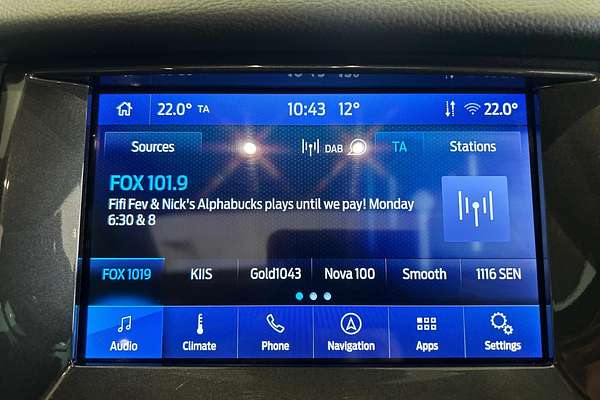 22.0° TA 10:43 12° 22.0°
Sources DAB TA Stations
FOX 101.9
Fifi Fev & Nick's Alphabucks plays until we pay! Monday
6:30 & 8
FOX 1019 KIIS Gold1043 Nova 100 Smooth 1116 SEN
Audio Climate Phone Navigation Apps Settings